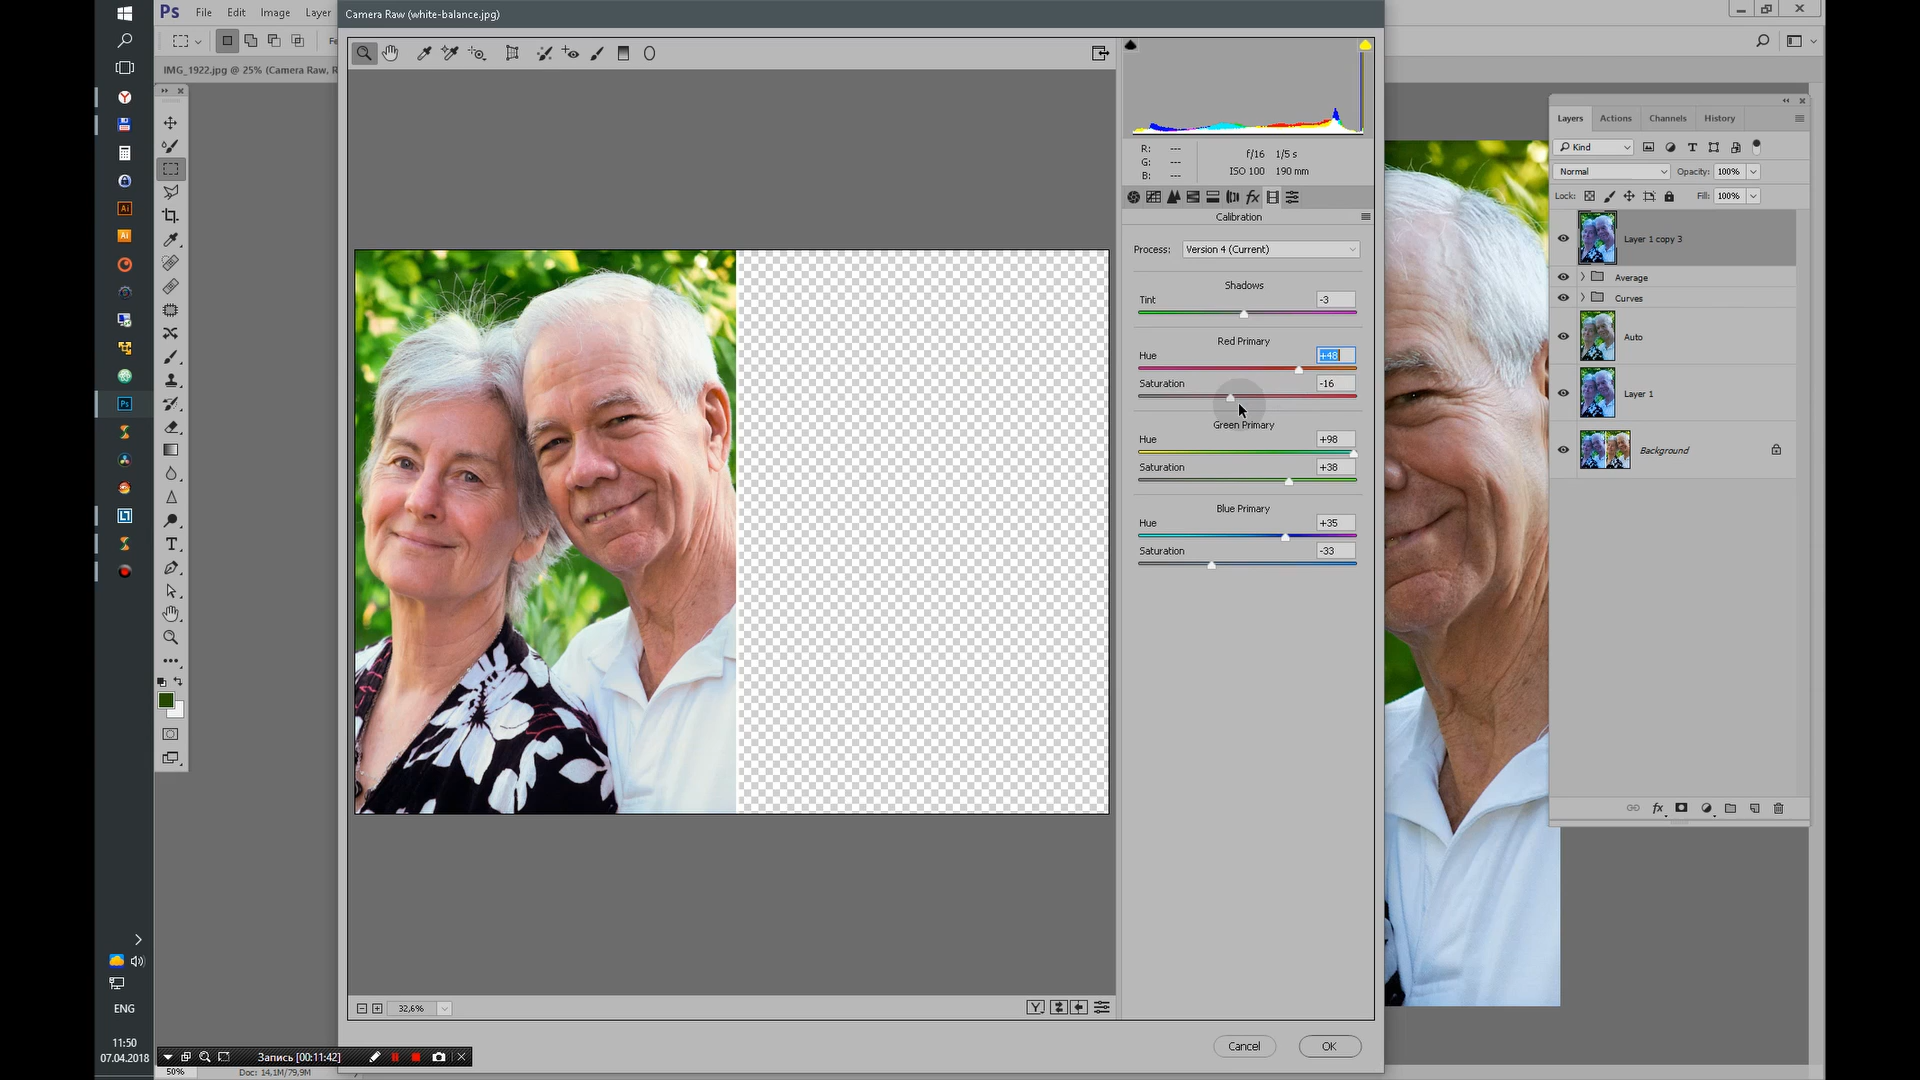 Ps File Edit Image Layer
Camera Raw (white-balance.jpg)
IMG_1922.jpg @ 25% (Camera Raw, R
R: ---
G: ---
B: ---
f/16 1/5 s
ISO 100 190 mm
Calibration
Process: Version 4 (Current)
Shadows
Tint -3
Red Primary
Hue +48
Saturation -16
Green Primary
Hue +98
Saturation +38
Blue Primary
Hue +35
Saturation -33
Layers Actions Channels History
Kind
Normal Opacity: 100%
Lock: Fill: 100%
Layer 1 copy 3
Average
Curves
Auto
Layer 1
Background
32,6%
Cancel OK
ENG
11:50
07.04.2018
Запись [00:11:42]
50% Doc: 14,1M/79,9M